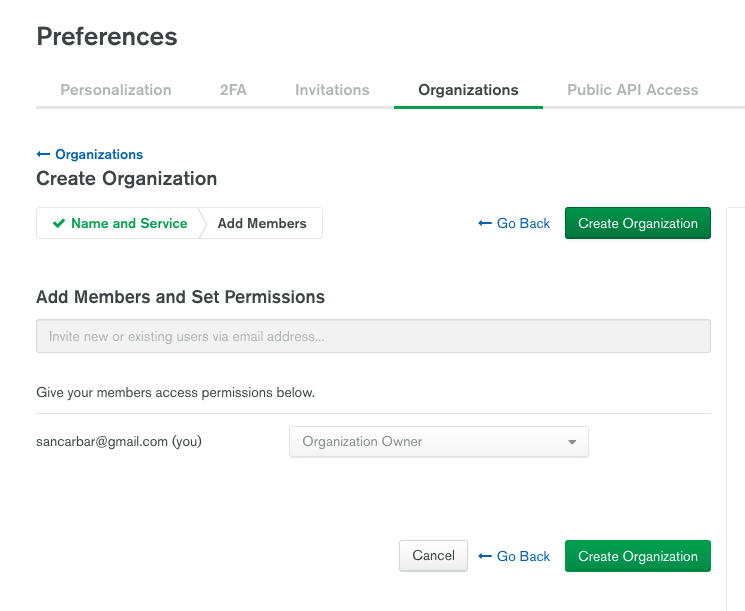 Preferences
Personalization 2FA Invitations Organizations Public API Access
← Organizations
Create Organization
✔ Name and Service Add Members ← Go Back Create Organization
Add Members and Set Permissions
Invite new or existing users via email address...
Give your members access permissions below.
sancarbar@gmail.com (you) Organization Owner
Cancel ← Go Back Create Organization